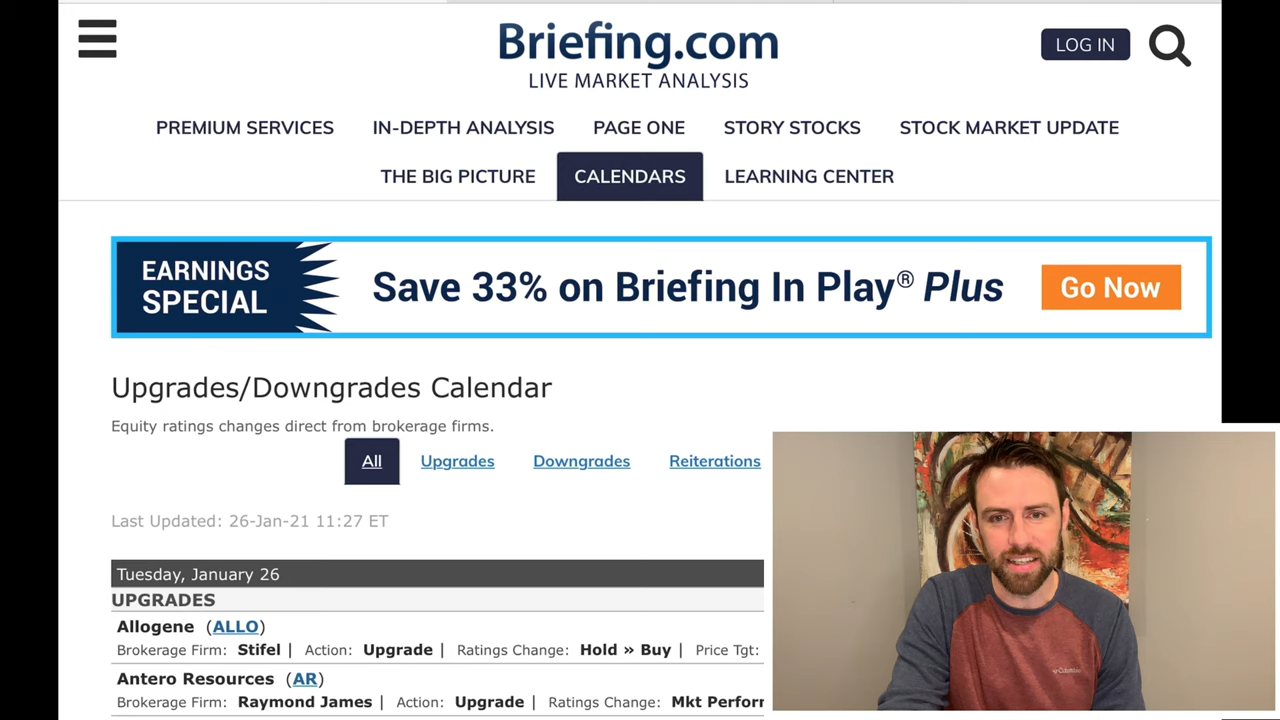 Briefing.com
LIVE MARKET ANALYSIS
LOG IN
PREMIUM SERVICES IN-DEPTH ANALYSIS PAGE ONE STORY STOCKS STOCK MARKET UPDATE
THE BIG PICTURE CALENDARS LEARNING CENTER
EARNINGS
SPECIAL
Save 33% on Briefing In Play® Plus
Go Now
Upgrades/Downgrades Calendar
Equity ratings changes direct from brokerage firms.
All Upgrades Downgrades Reiterations
Last Updated: 26-Jan-21 11:27 ET
Tuesday, January 26
UPGRADES
Allogene (ALLO)
Brokerage Firm: Stifel | Action: Upgrade | Ratings Change: Hold » Buy | Price Tgt:
Antero Resources (AR)
Brokerage Firm: Raymond James | Action: Upgrade | Ratings Change: Mkt Perform
Columbia